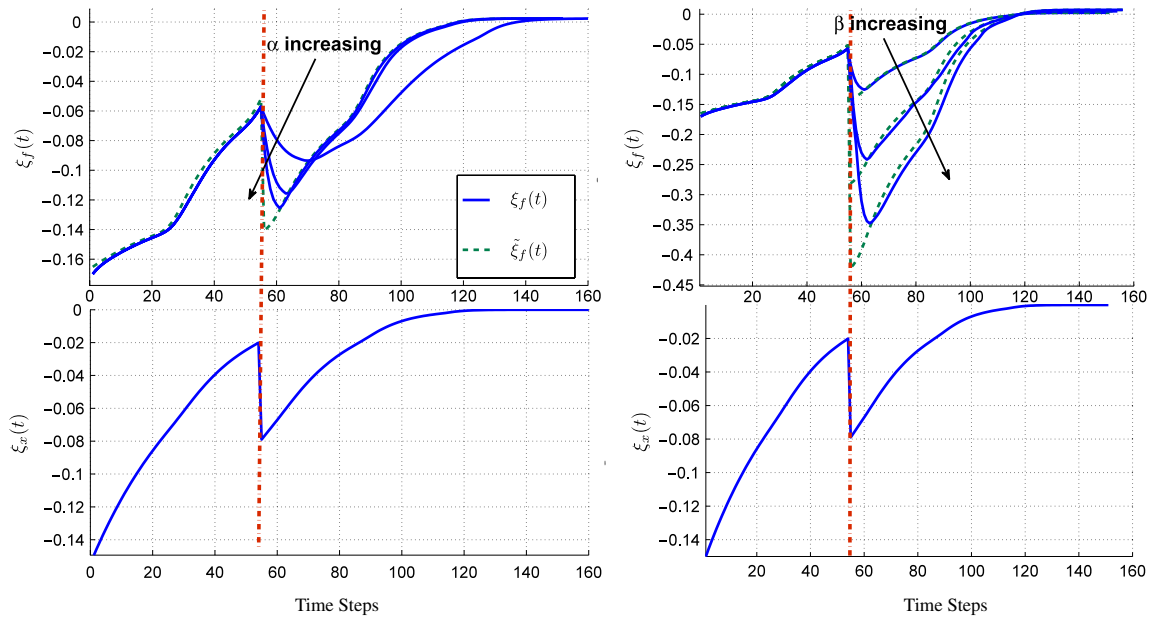 0
−0.02
−0.04
−0.06
−0.08
−0.1
−0.12
−0.14
−0.16
ξ_f(t)
α increasing
ξ_f(t)
ξ̃_f(t)
0 20 40 60 80 100 120 140 160
0
−0.02
−0.04
−0.06
−0.08
−0.1
−0.12
−0.14
ξ_x(t)
0 20 40 60 80 100 120 140 160
Time Steps
0
−0.05
−0.1
−0.15
−0.2
−0.25
−0.3
−0.35
−0.4
−0.45
ξ_f(t)
β increasing
20 40 60 80 100 120 140 160
0
−0.02
−0.04
−0.06
−0.08
−0.1
−0.12
−0.14
ξ_x(t)
20 40 60 80 100 120 140 160
Time Steps